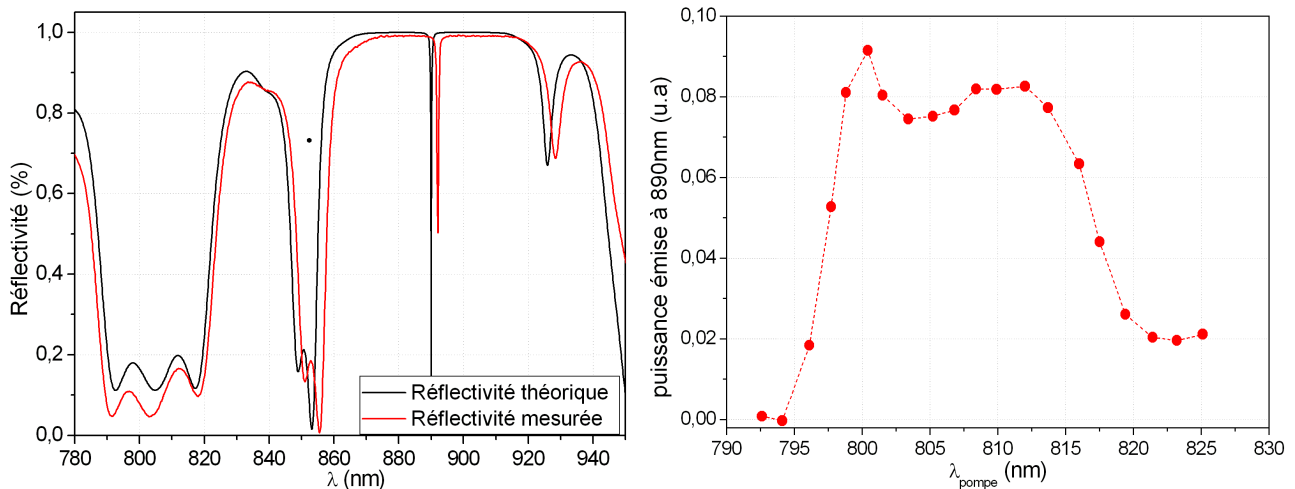 Réflectivité (%)
1,0
0,8
0,6
0,4
0,2
0,0
780 800 820 840 860 880 900 920 940
λ (nm)
Réflectivité théorique
Réflectivité mesurée
puissance émise à 890nm (u.a)
0,10
0,08
0,06
0,04
0,02
0,00
790 795 800 805 810 815 820 825 830
λpompe (nm)